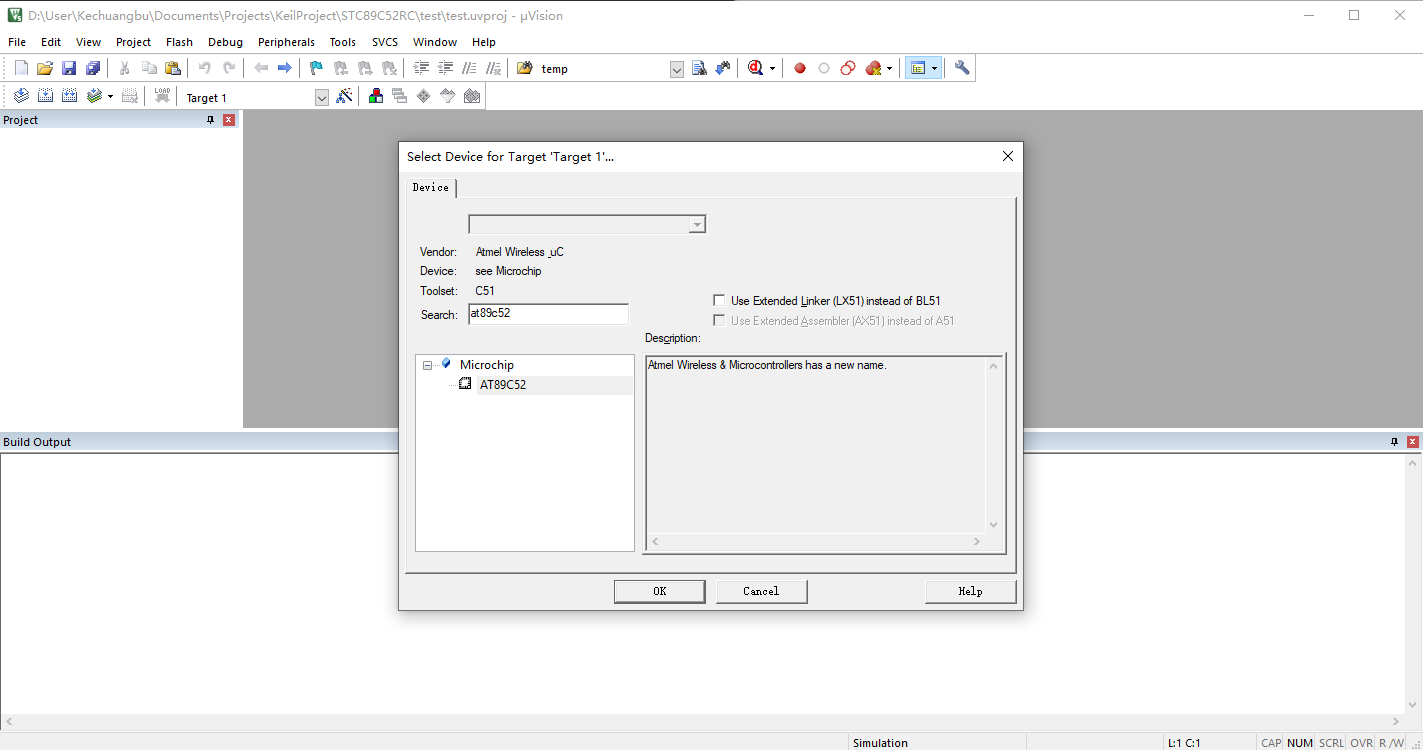 D:\User\Kechuangbu\Documents\Projects\KeilProject\STC89C52RC\test\test.uvproj - µVision
File Edit View Project Flash Debug Peripherals Tools SVCS Window Help
temp
LOAD Target 1
Project
Select Device for Target 'Target 1'...
Device
Vendor: Atmel Wireless _uC
Device: see Microchip
Toolset: C51
Use Extended Linker (LX51) instead of BL51
Search: at89c52
Use Extended Assembler (AX51) instead of A51
Description:
Microchip
Atmel Wireless & Microcontrollers has a new name.
AT89C52
Build Output
OK Cancel Help
Simulation L:1 C:1 CAP NUM SCRL OVR R/W